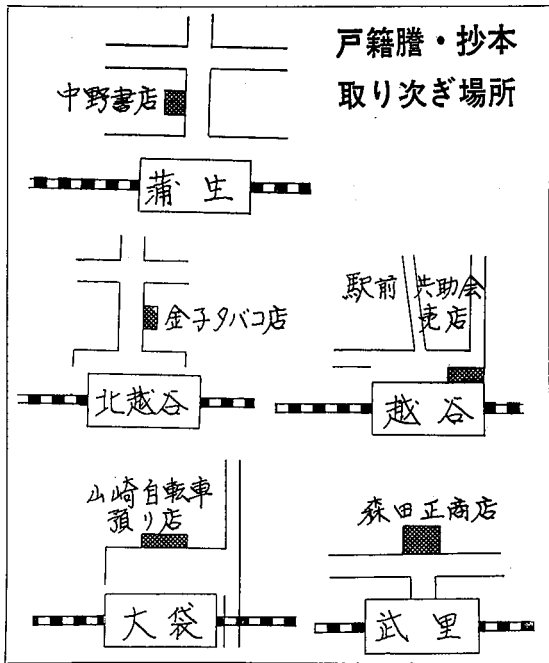 戸籍謄・抄本
取り次ぎ場所
中野書店
蒲生
金子タバコ店
北越谷
駅前共助会
売店
越谷
山崎自転車
預り店
大袋
森田正商店
武里